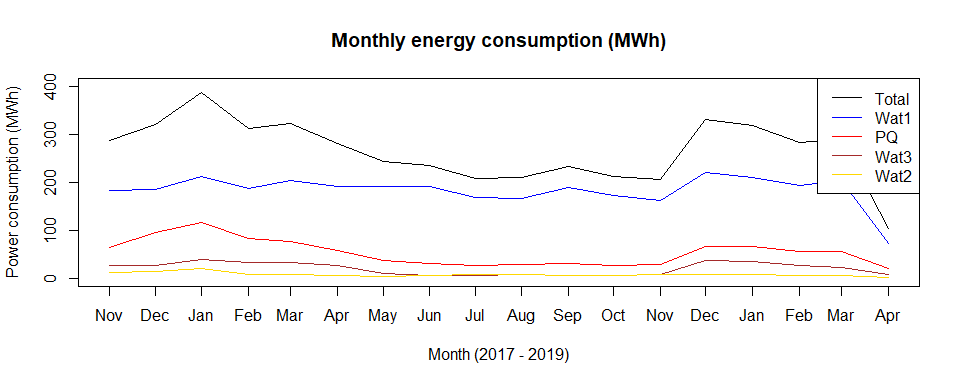 Monthly energy consumption (MWh)
Power consumption (MWh)
400
300
200
100
0
Total
Wat1
PQ
Wat3
Wat2
Nov Dec Jan Feb Mar Apr May Jun Jul Aug Sep Oct Nov Dec Jan Feb Mar Apr
Month (2017 - 2019)